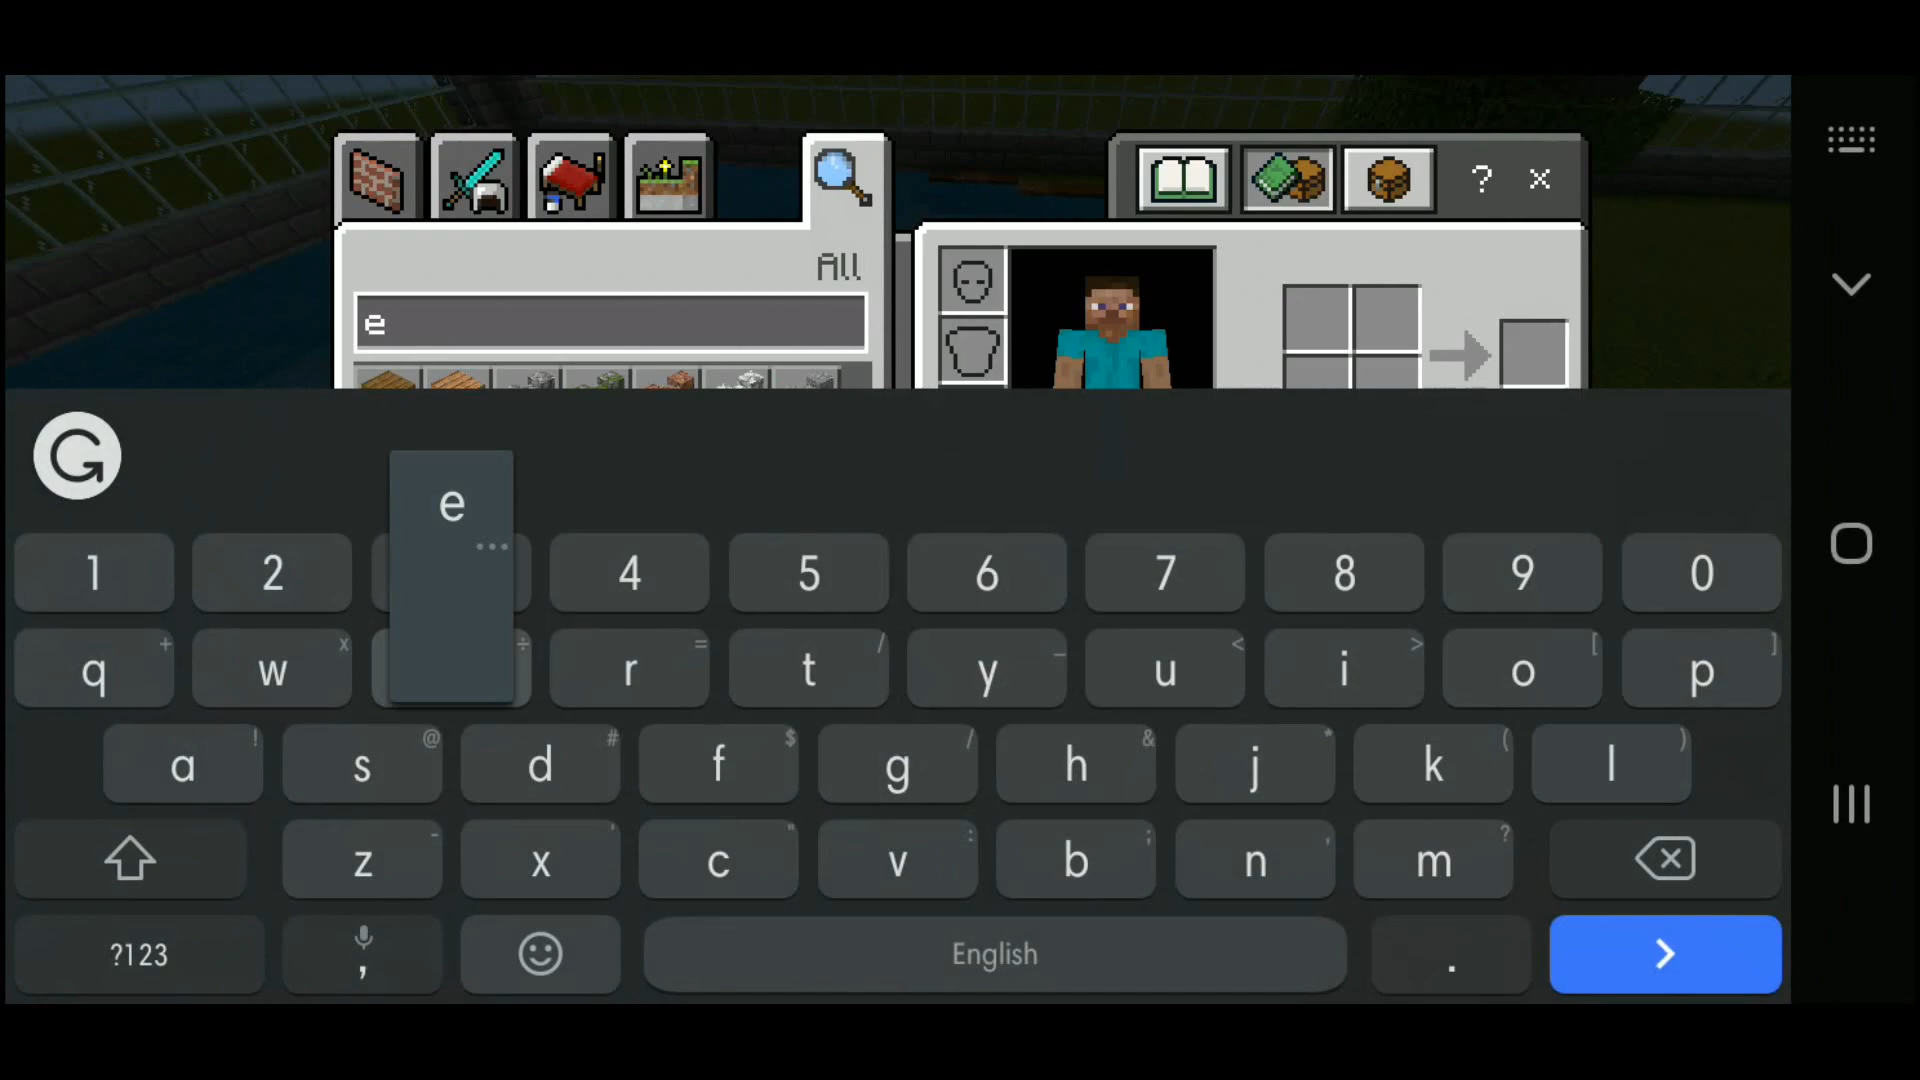 ? x
All
e
e
...
1 2 4 5 6 7 8 9 0
+ x ÷ = / _ < > [ ]
q w r t y u i o p
! @ # $ / & * ( )
a s d f g h j k l
- ' " : ; , ?
z x c v b n m
?123 , English . >